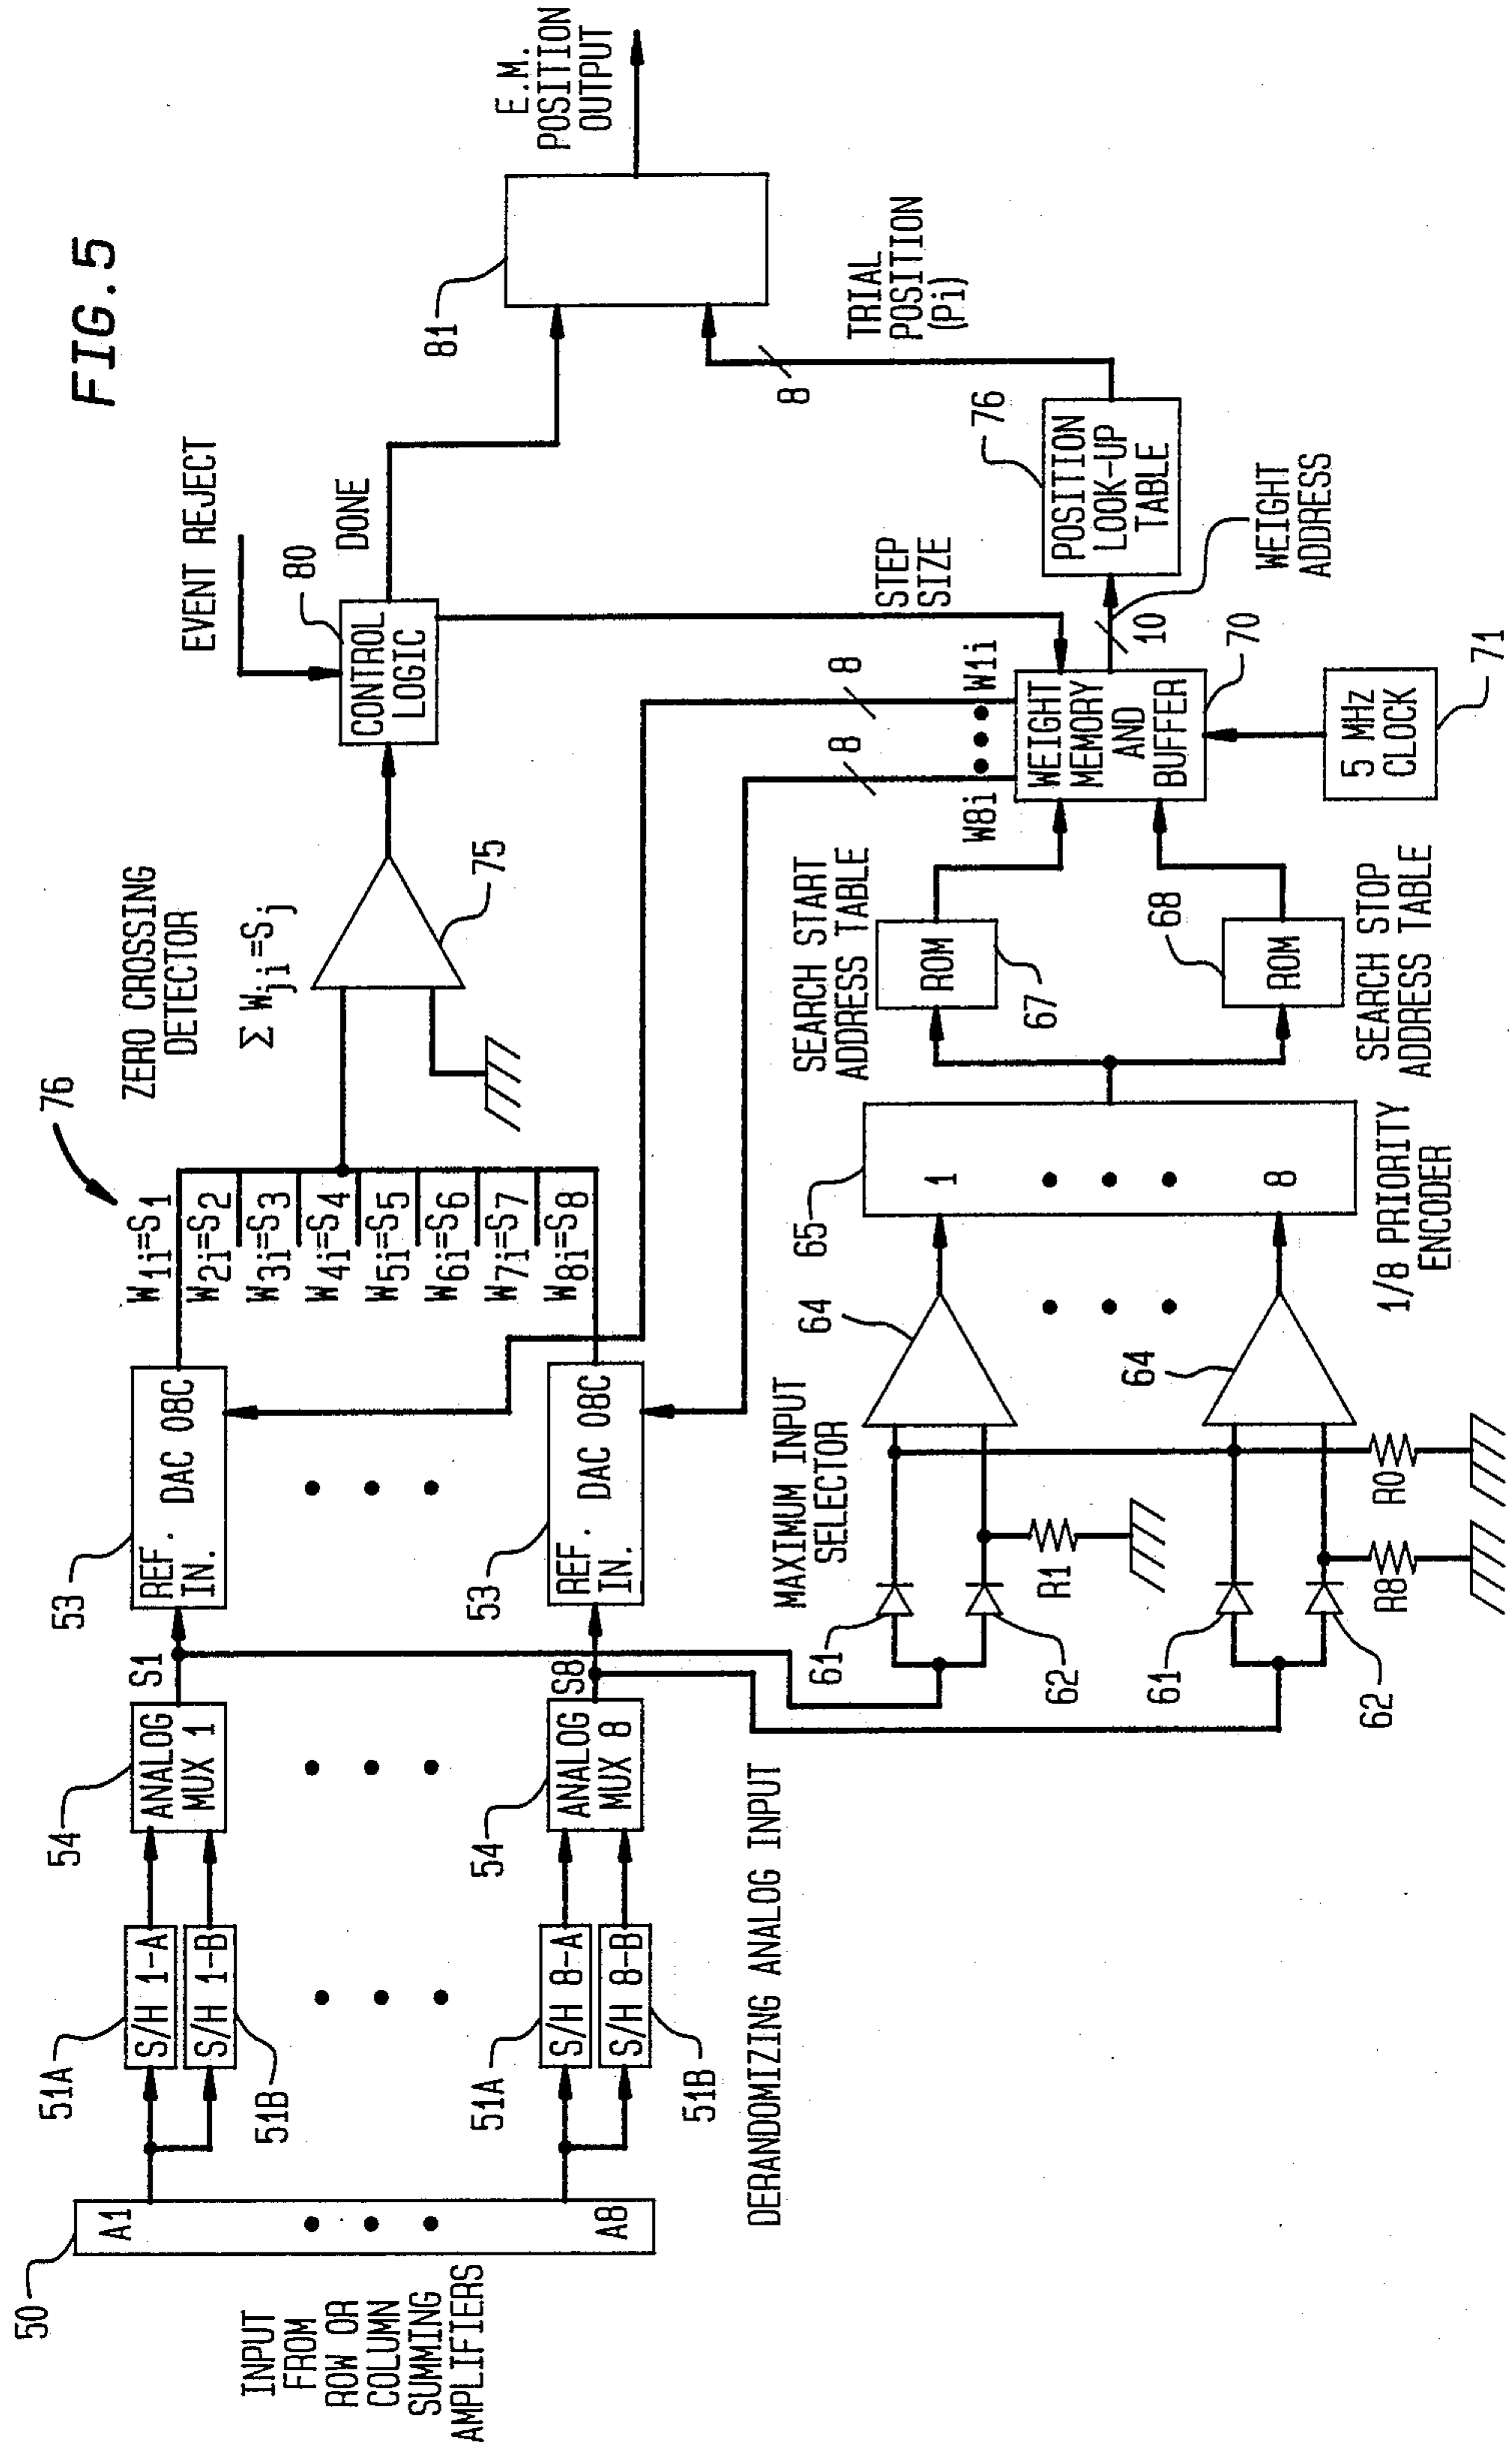 FIG.5
INPUT
FROM
ROW OR
COLUMN
SUMMING
AMPLIFIERS
50
A1
A8
51A
S/H 1-A
S/H 1-B
51B
51A
S/H 8-A
S/H 8-B
51B
DERANDOMIZING ANALOG INPUT
54
ANALOG
MUX 1
S1
54
ANALOG
MUX 8
S8
53
REF.
IN.
DAC 08C
53
REF.
IN.
DAC 08C
76
W1i=S1
W2i=S2
W3i=S3
W4i=S4
W5i=S5
W6i=S6
W7i=S7
W8i=S8
ZERO CROSSING
DETECTOR
Σ Wji=Sj
75
EVENT REJECT
80
CONTROL
LOGIC
DONE
STEP
SIZE
81
E.M.
POSITION
OUTPUT
TRIAL
POSITION
(Pi)
8
MAXIMUM INPUT
SELECTOR
61
62
R1
61
62
R8
R0
64
64
65
1
8
1/8 PRIORITY
ENCODER
SEARCH START
ADDRESS TABLE
ROM
67
68
ROM
SEARCH STOP
ADDRESS TABLE
8
8
W8i
W1i
WEIGHT
MEMORY
AND
BUFFER
70
5 MHz
CLOCK
71
10
WEIGHT
ADDRESS
76
POSITION
LOOK-UP
TABLE